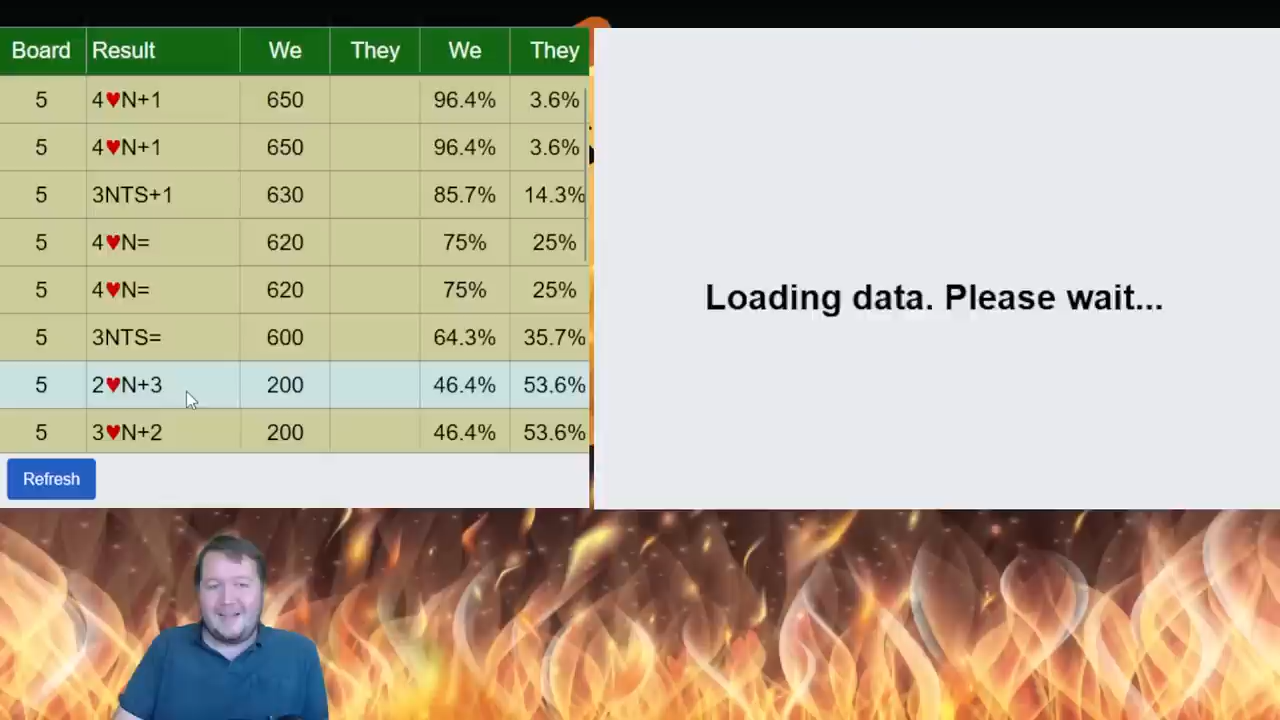 Board Result We They We They
5 4♥N+1 650 96.4% 3.6%
5 4♥N+1 650 96.4% 3.6%
5 3NTS+1 630 85.7% 14.3%
5 4♥N= 620 75% 25%
5 4♥N= 620 75% 25%
5 3NTS= 600 64.3% 35.7%
5 2♥N+3 200 46.4% 53.6%
5 3♥N+2 200 46.4% 53.6%
Refresh
Loading data. Please wait...